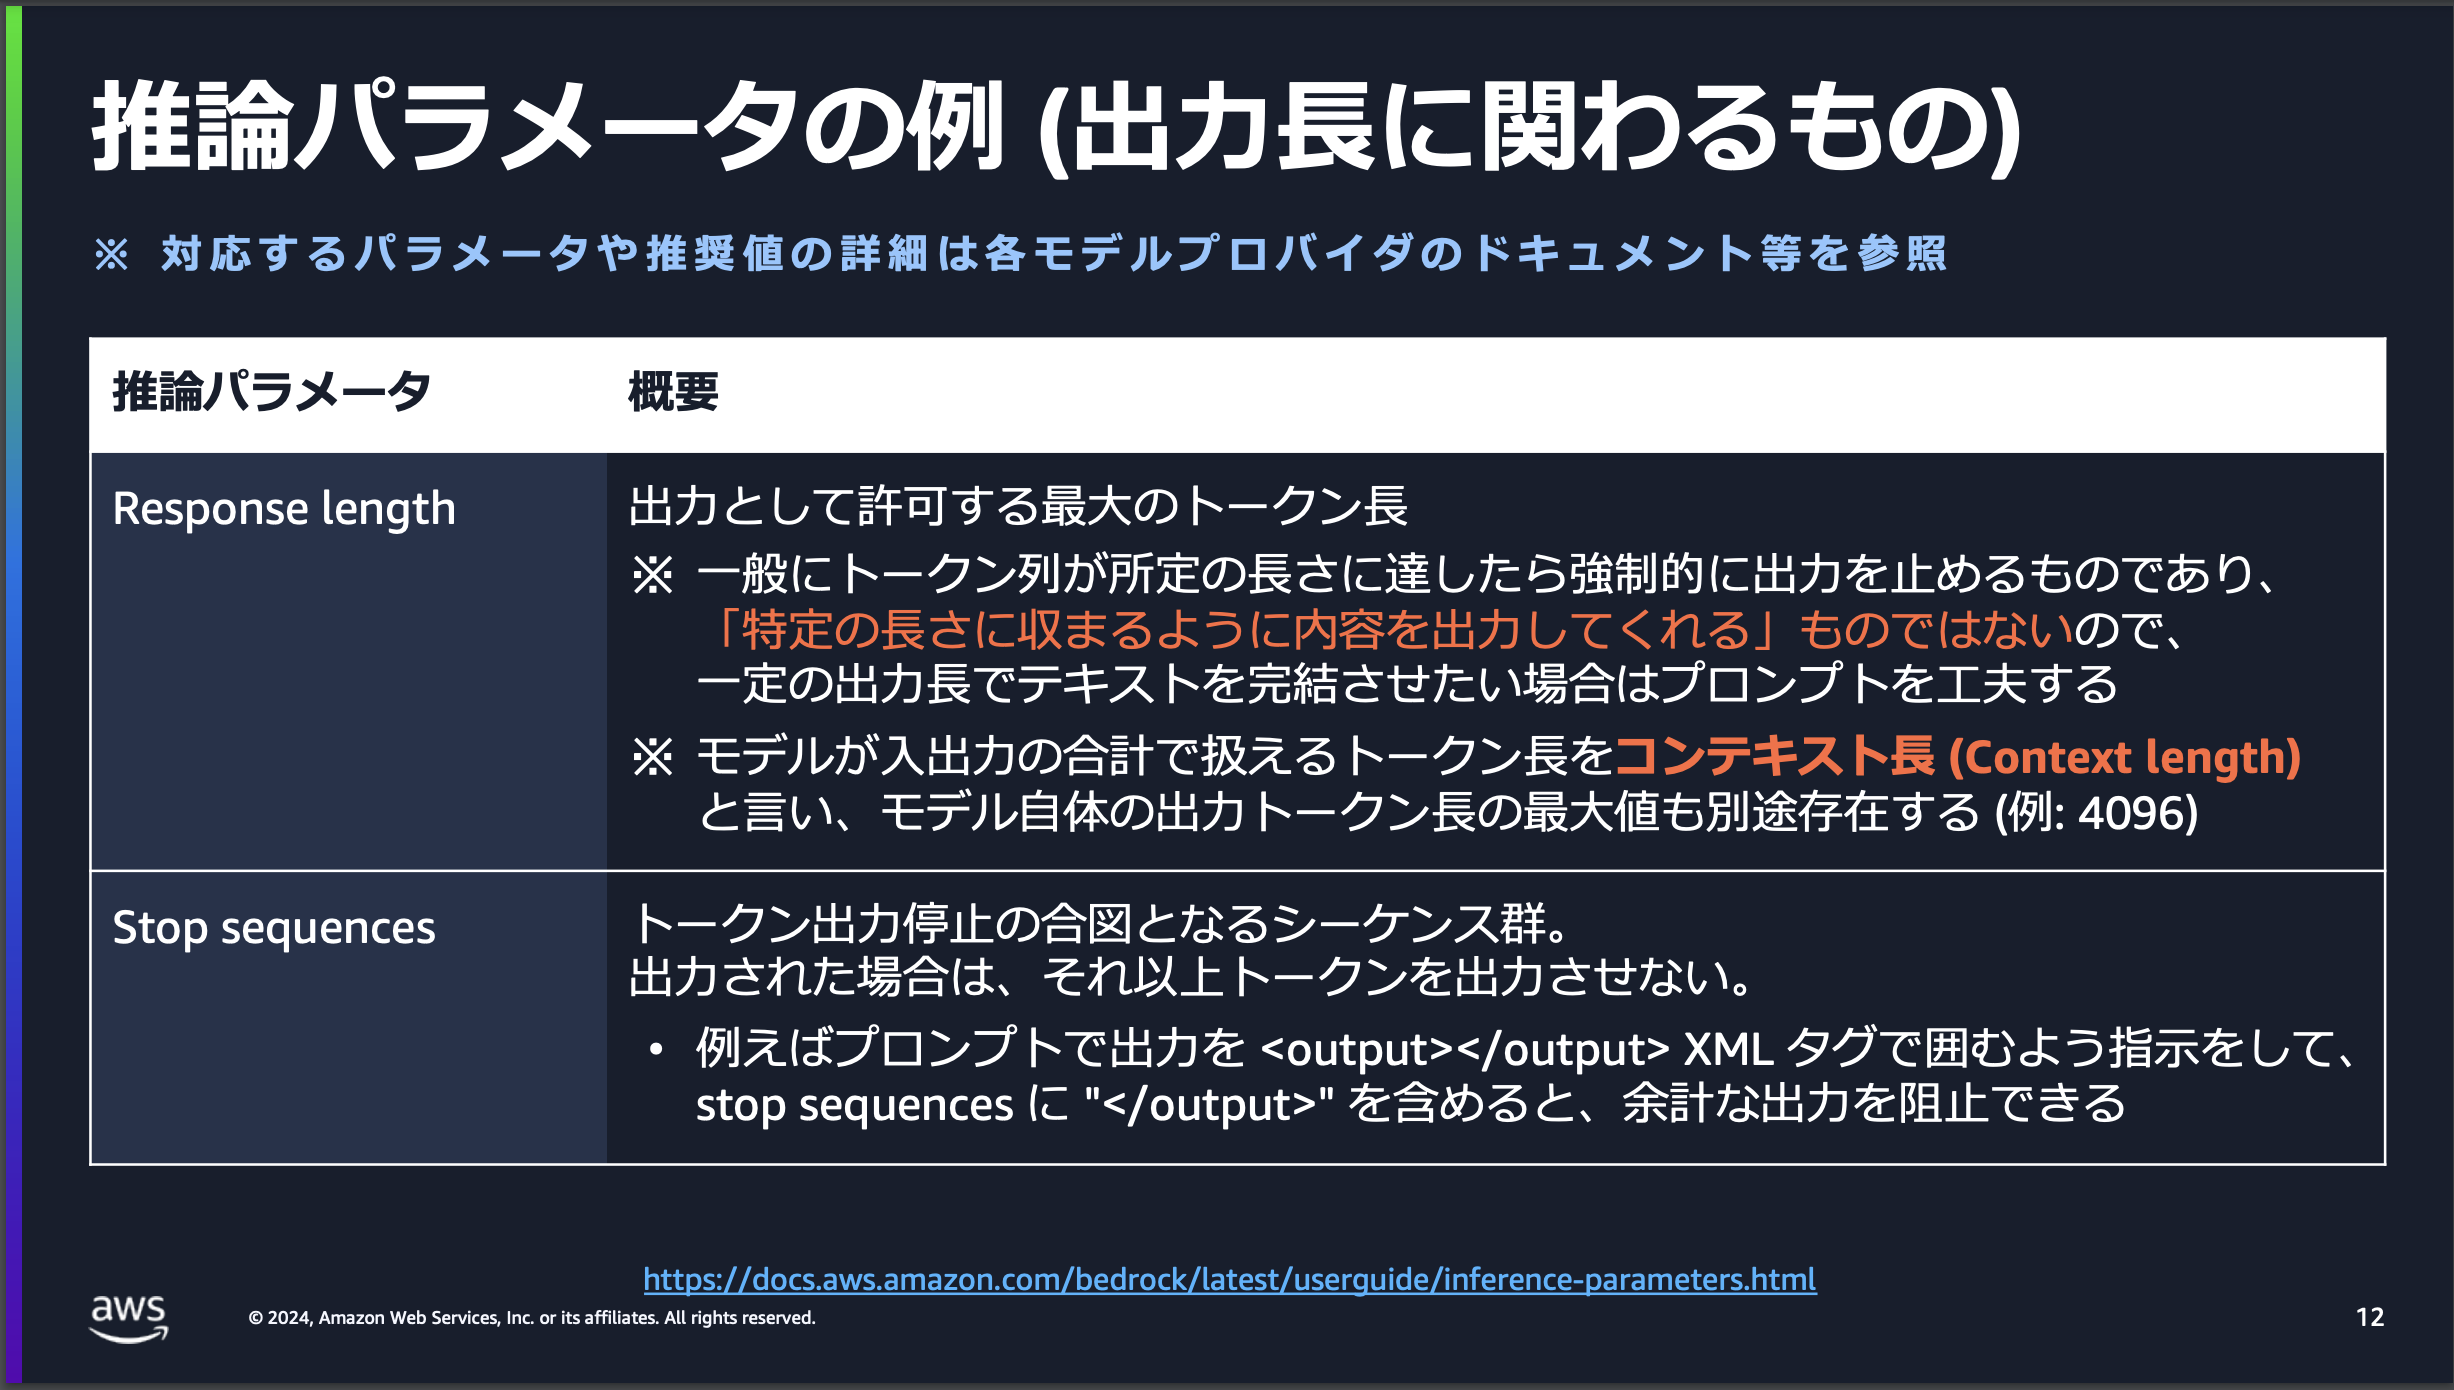 推論パラメータの例 (出力長に関わるもの)
※ 対応するパラメータや推奨値の詳細は各モデルプロバイダのドキュメント等を参照
推論パラメータ
概要
Response length
出力として許可する最大のトークン長
※ 一般にトークン列が所定の長さに達したら強制的に出力を止めるものであり、
「特定の長さに収まるように内容を出力してくれる」ものではないので、
一定の出力長でテキストを完結させたい場合はプロンプトを工夫する
※ モデルが入出力の合計で扱えるトークン長をコンテキスト長 (Context length)
と言い、モデル自体の出力トークン長の最大値も別途存在する (例: 4096)
Stop sequences
トークン出力停止の合図となるシーケンス群。
出力された場合は、それ以上トークンを出力させない。
• 例えばプロンプトで出力を <output></output> XML タグで囲むよう指示をして、
stop sequences に "</output>" を含めると、余計な出力を阻止できる
https://docs.aws.amazon.com/bedrock/latest/userguide/inference-parameters.html
aws
© 2024, Amazon Web Services, Inc. or its affiliates. All rights reserved.
12